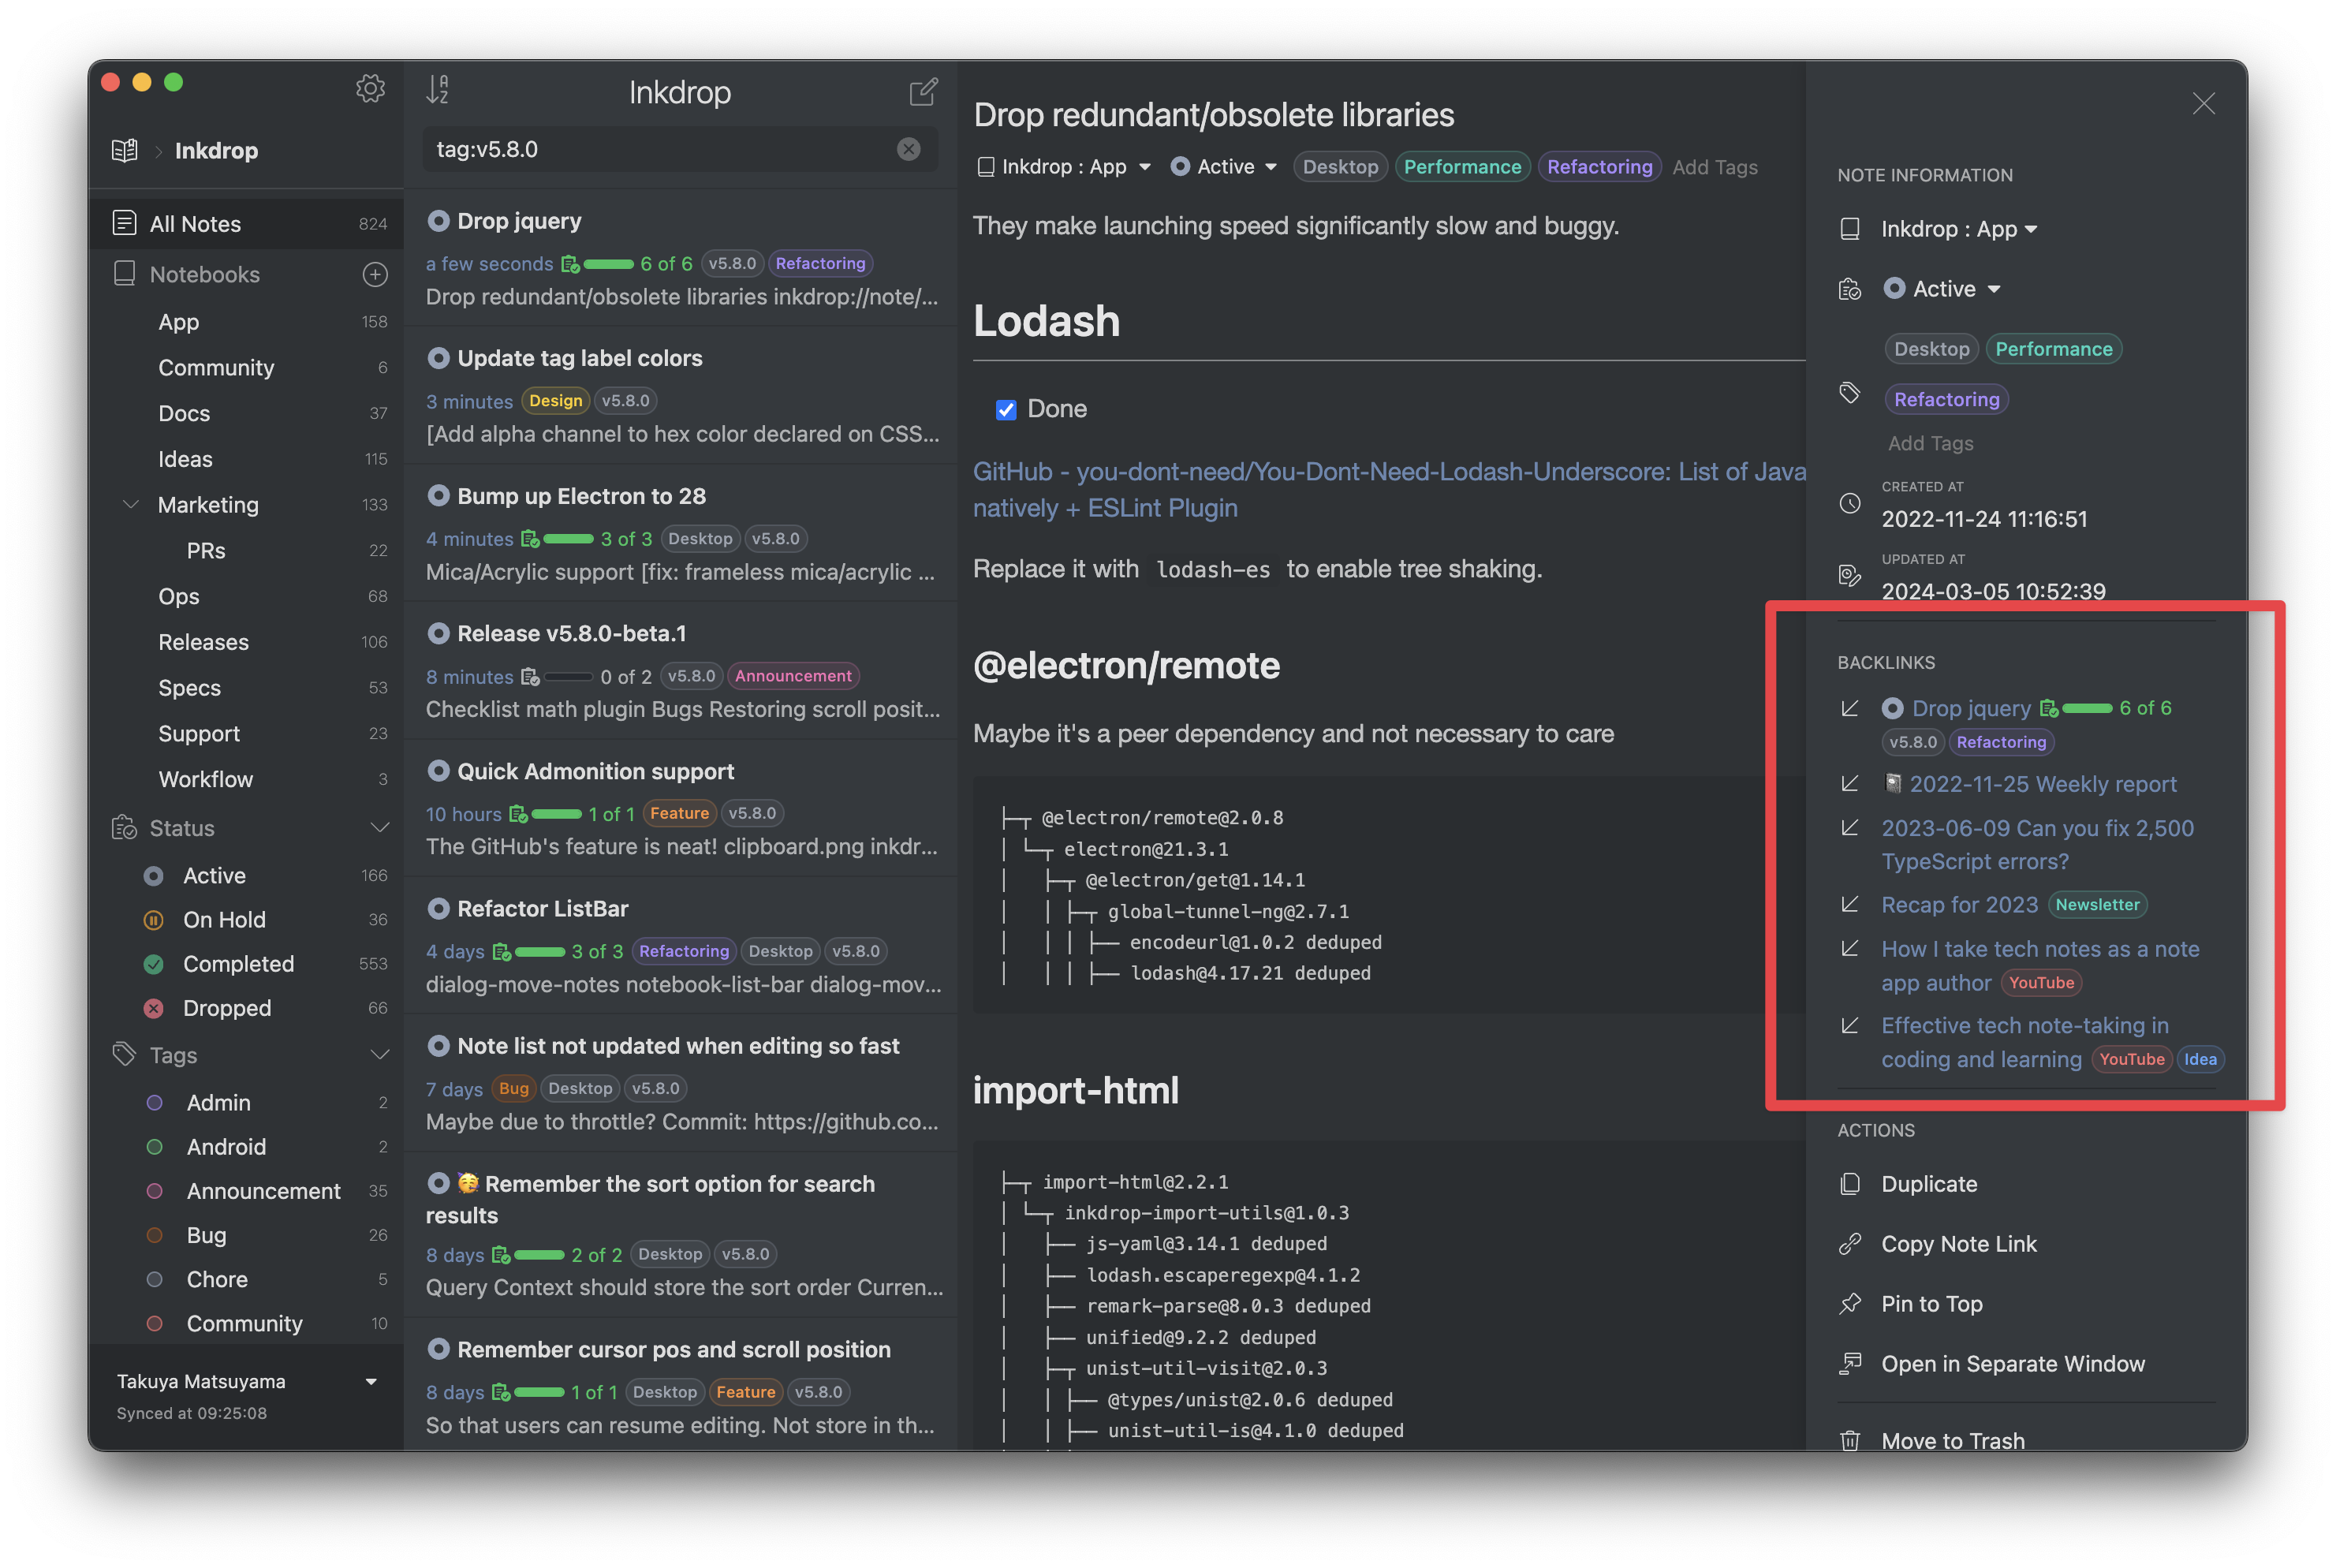 Inkdrop
All Notes 824
Notebooks
App 158
Community 6
Docs 37
Ideas 115
Marketing 133
PRs 22
Ops 68
Releases 106
Specs 53
Support 23
Workflow 3
Status
Active 166
On Hold 36
Completed 553
Dropped 66
Tags
Admin 2
Android 2
Announcement 35
Bug 26
Chore 5
Community 10
Takuya Matsuyama
Synced at 09:25:08
Inkdrop
tag:v5.8.0
Drop jquery
a few seconds 6 of 6 v5.8.0 Refactoring
Drop redundant/obsolete libraries inkdrop://note/...
Update tag label colors
3 minutes Design v5.8.0
[Add alpha channel to hex color declared on CSS...
Bump up Electron to 28
4 minutes 3 of 3 Desktop v5.8.0
Mica/Acrylic support [fix: frameless mica/acrylic ...
Release v5.8.0-beta.1
8 minutes 0 of 2 v5.8.0 Announcement
Checklist math plugin Bugs Restoring scroll posit...
Quick Admonition support
10 hours 1 of 1 Feature v5.8.0
The GitHub's feature is neat! clipboard.png inkdr...
Refactor ListBar
4 days 3 of 3 Refactoring Desktop v5.8.0
dialog-move-notes notebook-list-bar dialog-mov...
Note list not updated when editing so fast
7 days Bug Desktop v5.8.0
Maybe due to throttle? Commit: https://github.co...
🥳 Remember the sort option for search
results
8 days 2 of 2 Desktop v5.8.0
Query Context should store the sort order Curren...
Remember cursor pos and scroll position
8 days 1 of 1 Desktop Feature v5.8.0
So that users can resume editing. Not store in th...
Drop redundant/obsolete libraries
Inkdrop : App Active Desktop Performance Refactoring Add Tags
They make launching speed significantly slow and buggy.
Lodash
Done
GitHub - you-dont-need/You-Dont-Need-Lodash-Underscore: List of Java
natively + ESLint Plugin
Replace it with lodash-es to enable tree shaking.
@electron/remote
Maybe it's a peer dependency and not necessary to care
├─┬ @electron/remote@2.0.8
│ └─┬ electron@21.3.1
│   ├─┬ @electron/get@1.14.1
│   │ ├─┬ global-tunnel-ng@2.7.1
│   │ │ ├── encodeurl@1.0.2 deduped
│   │ │ ├── lodash@4.17.21 deduped
import-html
├─┬ import-html@2.2.1
│ └─┬ inkdrop-import-utils@1.0.3
│   ├── js-yaml@3.14.1 deduped
│   ├── lodash.escaperegexp@4.1.2
│   ├── remark-parse@8.0.3 deduped
│   ├── unified@9.2.2 deduped
│   ├─┬ unist-util-visit@2.0.3
│   │ ├── @types/unist@2.0.6 deduped
│   │ ├── unist-util-is@4.1.0 deduped
NOTE INFORMATION
Inkdrop : App
Active
Desktop Performance
Refactoring
Add Tags
CREATED AT
2022-11-24 11:16:51
UPDATED AT
2024-03-05 10:52:39
BACKLINKS
Drop jquery 6 of 6
v5.8.0 Refactoring
📓 2022-11-25 Weekly report
2023-06-09 Can you fix 2,500
TypeScript errors?
Recap for 2023 Newsletter
How I take tech notes as a note
app author YouTube
Effective tech note-taking in
coding and learning YouTube Idea
ACTIONS
Duplicate
Copy Note Link
Pin to Top
Open in Separate Window
Move to Trash